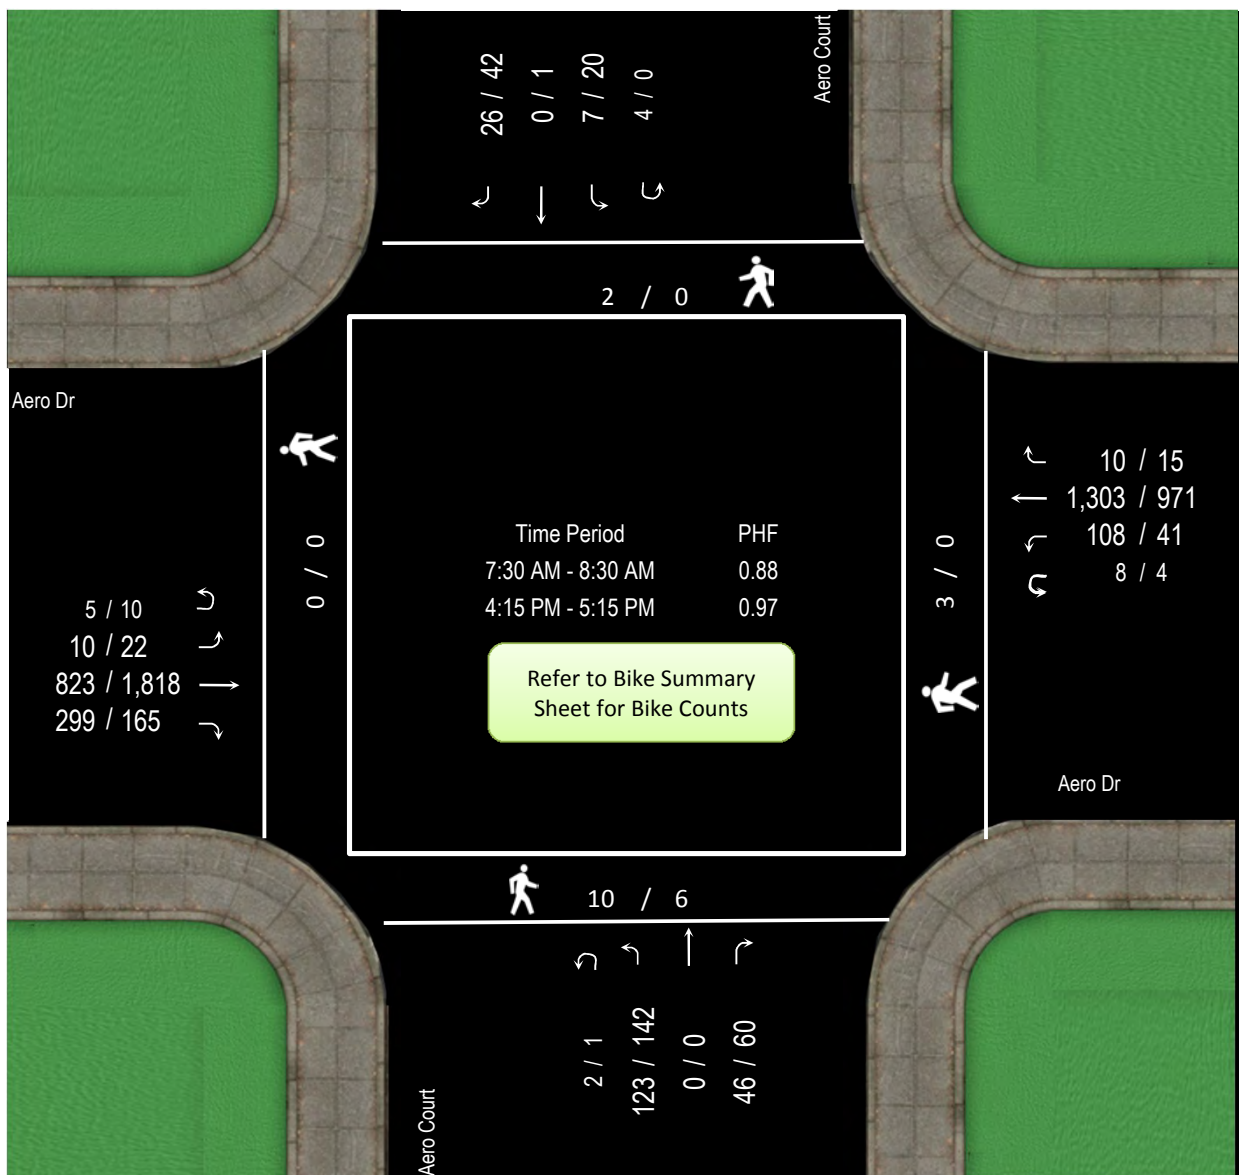 Aero Court
26 / 42
0 / 1
7 / 20
4 / 0
2 / 0
Aero Dr
0 / 0
5 / 10
10 / 22
823 / 1,818
299 / 165
Time Period PHF
7:30 AM - 8:30 AM 0.88
4:15 PM - 5:15 PM 0.97
Refer to Bike Summary
Sheet for Bike Counts
3 / 0
10 / 15
1,303 / 971
108 / 41
8 / 4
Aero Dr
10 / 6
2 / 1
123 / 142
0 / 0
46 / 60
Aero Court